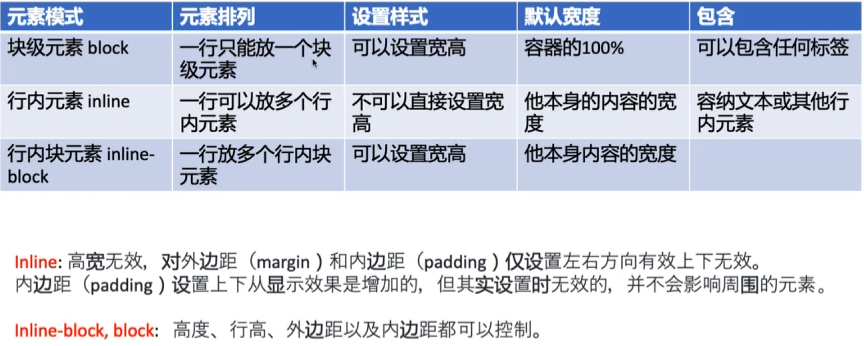 元素模式 元素排列 设置样式 默认宽度 包含
块级元素 block 一行只能放一个块 可以设置宽高 容器的100% 可以包含任何标签
级元素
行内元素 inline 一行可以放多个行 不可以直接设置宽 他本身的内容的宽 容纳文本或其他行
内元素 高 度 内元素
行内块元素 inline- 一行放多个行内块 可以设置宽高 他本身内容的宽度
block 元素
Inline: 高宽无效，对外边距（margin）和内边距（padding）仅设置左右方向有效上下无效。
内边距（padding）设置上下从显示效果是增加的，但其实设置时无效的，并不会影响周围的元素。
Inline-block, block: 高度、行高、外边距以及内边距都可以控制。